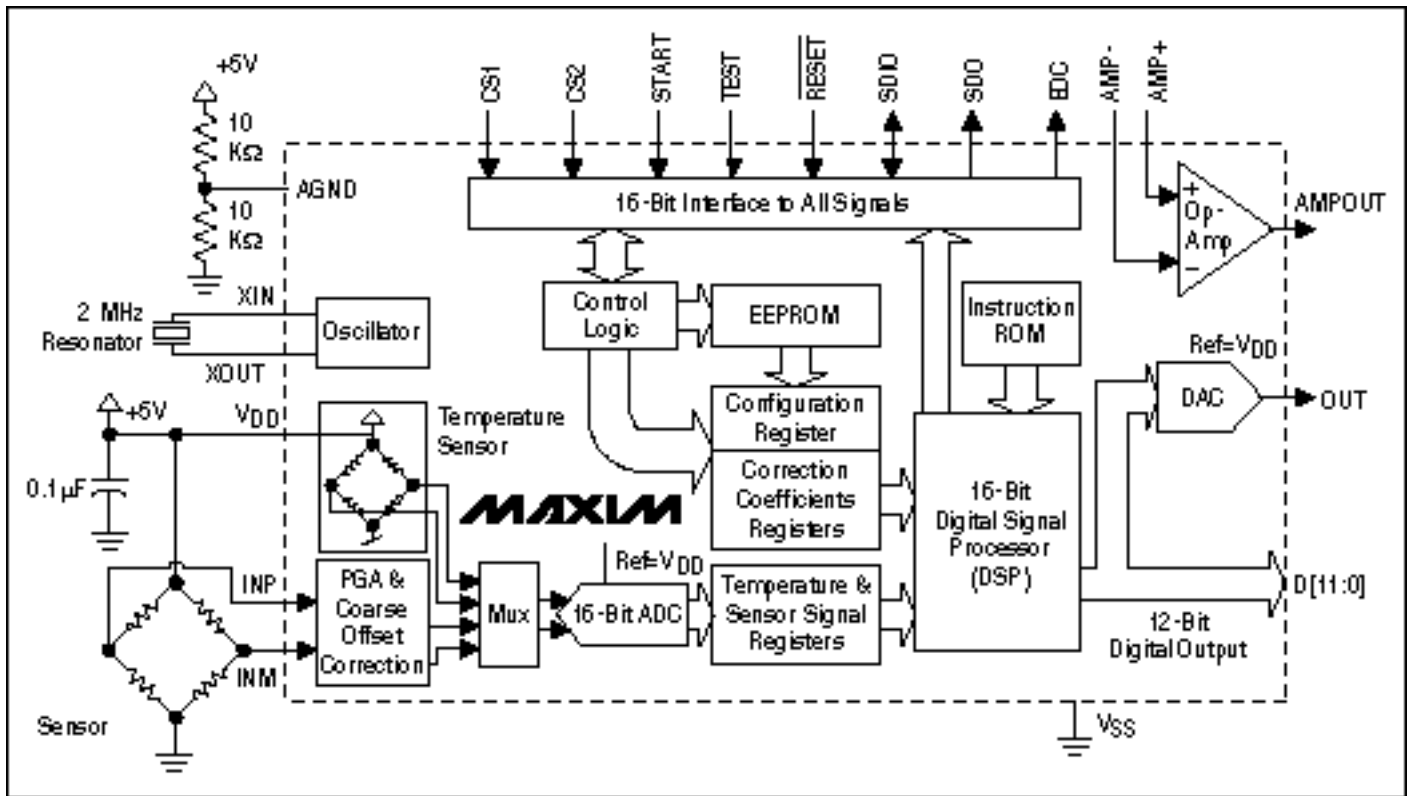 +5V
10
KΩ
10
KΩ
AGND
CS1
CS2
START
TEST
RESET
SDIO
SDO
EOC
AMP-
AMP+
16-Bit Interface to All Signals
+
Op-
Amp
−
AMPOUT
2 MHz
Resonator
XIN
XOUT
Oscillator
Control
Logic
EEPROM
Instruction
ROM
Ref=VDD
DAC
OUT
+5V
VDD
0.1 µF
Temperature
Sensor
Configuration
Register
Correction
Coefficients
Registers
16-Bit
Digital Signal
Processor
(DSP)
MAXIM
INP
INM
PGA &
Coarse
Offset
Correction
Mux
Ref=VDD
16-Bit ADC
Temperature &
Sensor Signal
Registers
D[11:0]
12-Bit
Digital Output
Sensor
VSS